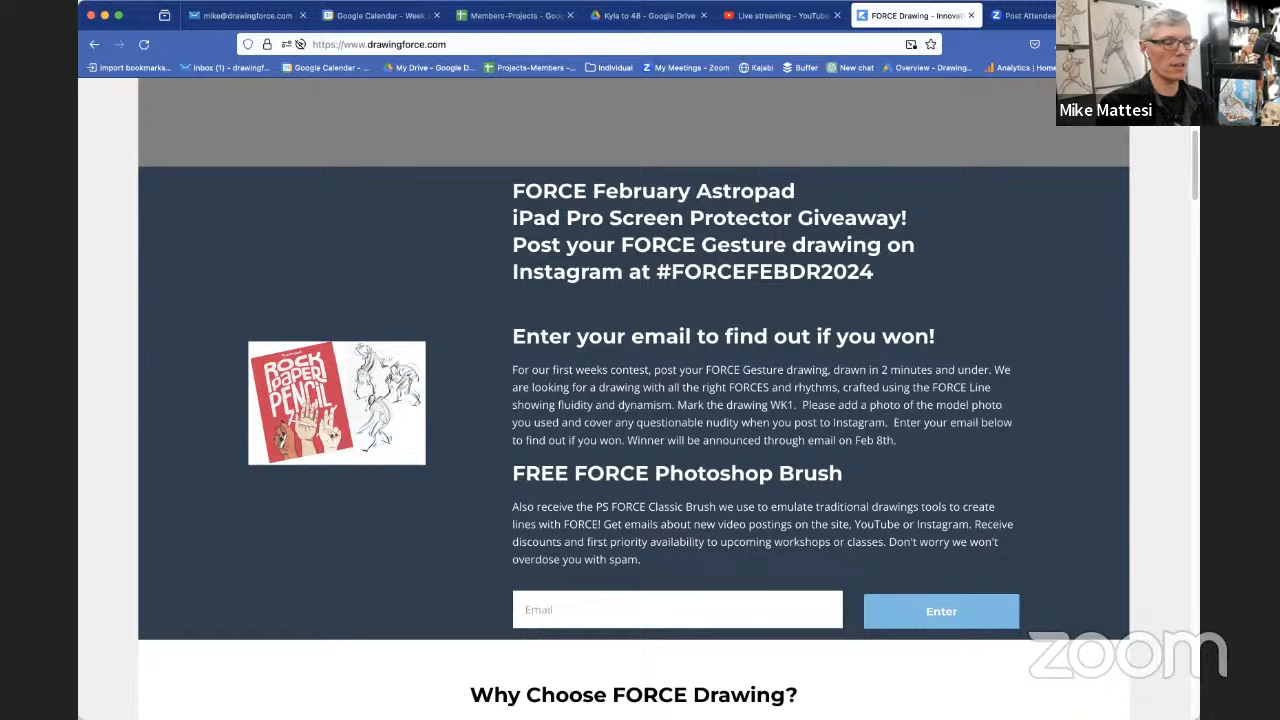 mike@drawingforce.com
Google Calendar - Week
Members-Projects - Goog
Kyla to 48 - Google Drive
Live streaming - YouTube
FORCE Drawing - Innovati
Post Attendee
https://www.drawingforce.com
Import bookmarks...
Inbox (1) - drawingf...
Google Calendar - ...
My Drive - Google D...
Projects-Members -...
Individual
My Meetings - Zoom
Kajabi
Buffer
New chat
Overview - Drawing...
Analytics | Home
Mike Mattesi
FORCE February Astropad
iPad Pro Screen Protector Giveaway!
Post your FORCE Gesture drawing on
Instagram at #FORCEFEBDR2024
Enter your email to find out if you won!
For our first weeks contest, post your FORCE Gesture drawing, drawn in 2 minutes and under. We
are looking for a drawing with all the right FORCES and rhythms, crafted using the FORCE Line
showing fluidity and dynamism. Mark the drawing WK1. Please add a photo of the model photo
you used and cover any questionable nudity when you post to Instagram. Enter your email below
to find out if you won. Winner will be announced through email on Feb 8th.
ROCK
PAPER
PENCIL
FREE FORCE Photoshop Brush
Also receive the PS FORCE Classic Brush we use to emulate traditional drawings tools to create
lines with FORCE! Get emails about new video postings on the site, YouTube or Instagram. Receive
discounts and first priority availability to upcoming workshops or classes. Don't worry we won't
overdose you with spam.
Email
Enter
zoom
Why Choose FORCE Drawing?